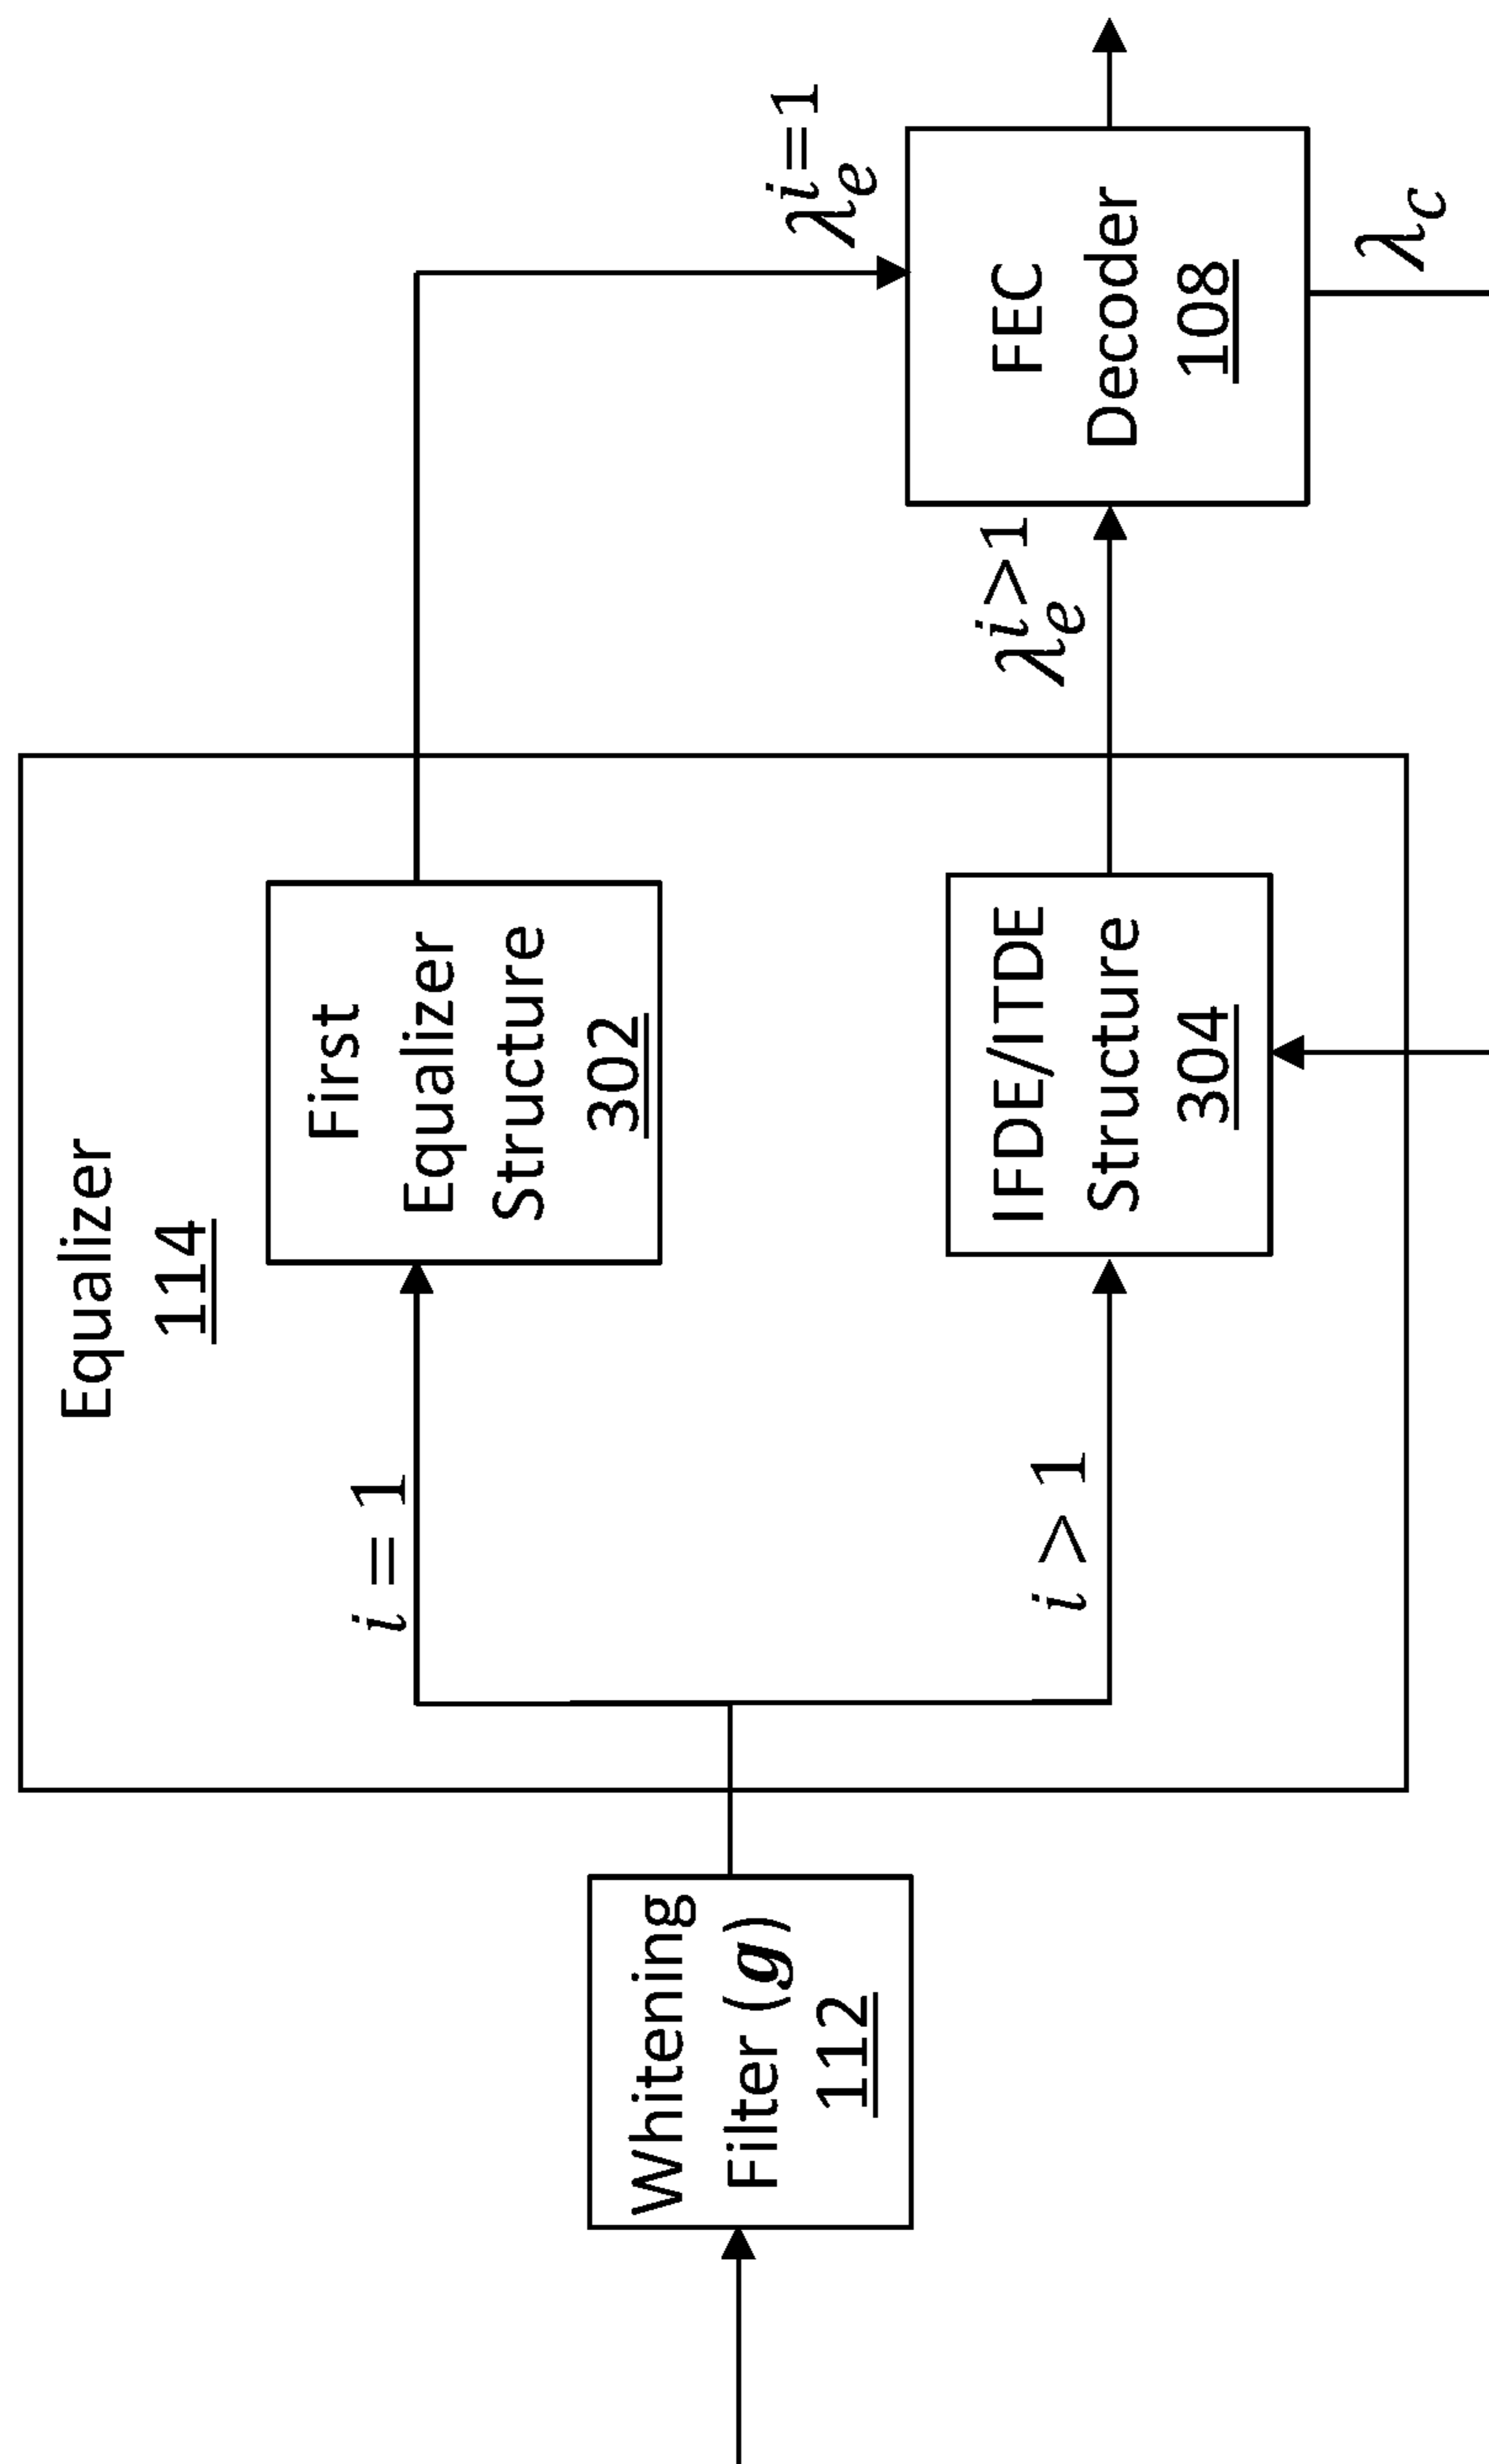 Equalizer
114
Whitening
Filter (g)
112
i = 1
i > 1
First
Equalizer
Structure
302
IFDE/ITDE
Structure
304
λ_e^{i=1}
λ_e^{i>1}
FEC
Decoder
108
λ_c